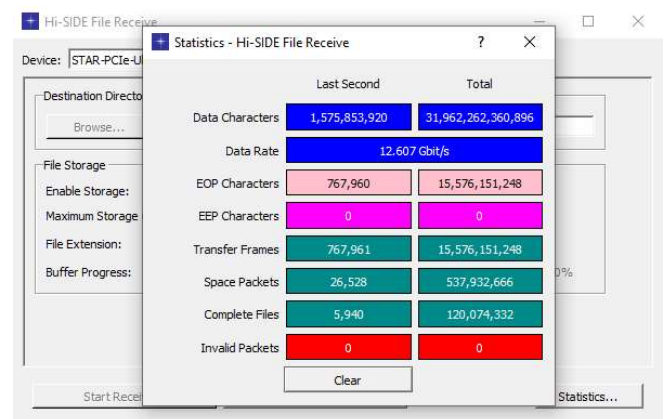 Hi-SIDE File Receive
Statistics - Hi-SIDE File Receive ? ×
Device: STAR-PCIe-Ul
Last Second Total
Destination Directo
Data Characters 1,575,853,920 31,962,262,360,896
Browse...
Data Rate 12.607 Gbit/s
File Storage
EOP Characters 767,960 15,576,151,248
Enable Storage:
EEP Characters 0 0
Maximum Storage
File Extension:
Transfer Frames 767,961 15,576,151,248
Buffer Progress: 0%
Space Packets 26,528 537,932,666
Complete Files 5,940 120,074,332
Invalid Packets 0 0
Clear
Start Recei
Statistics...